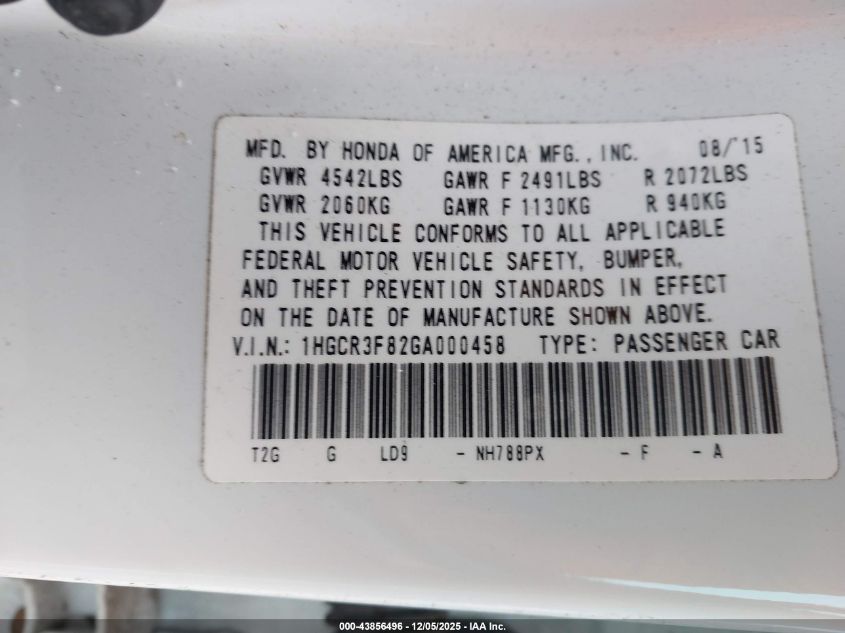 MFD. BY HONDA OF AMERICA MFG., INC. 08/15
GVWR 4542LBS GAWR F 2491LBS R 2072LBS
GVWR 2060KG GAWR F 1130KG R 940KG
THIS VEHICLE CONFORMS TO ALL APPLICABLE
FEDERAL MOTOR VEHICLE SAFETY, BUMPER,
AND THEFT PREVENTION STANDARDS IN EFFECT
ON THE DATE OF MANUFACTURE SHOWN ABOVE.
V.I.N.: 1HGCR3F82GA000458 TYPE: PASSENGER CAR
T2G G LD9 - NH788PX - F - A
000-43856496 - 12/05/2025 - IAA Inc.